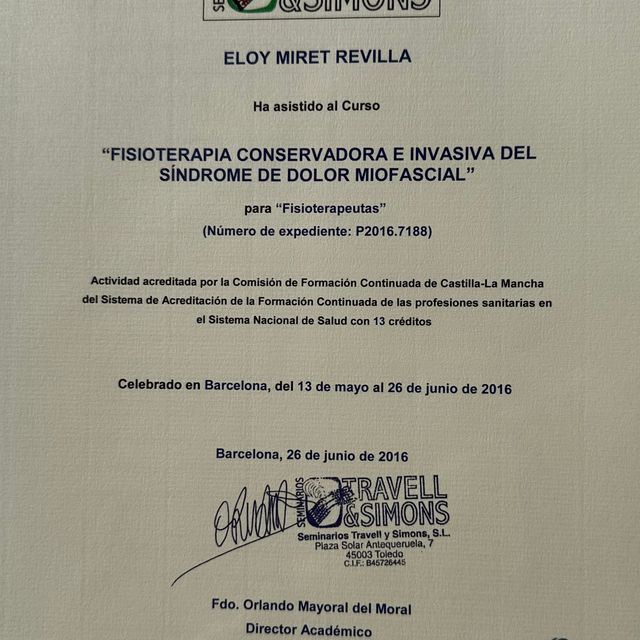 SEM
&SIMONS
ELOY MIRET REVILLA
Ha asistido al Curso
“FISIOTERAPIA CONSERVADORA E INVASIVA DEL
SÍNDROME DE DOLOR MIOFASCIAL”
para “Fisioterapeutas”
(Número de expediente: P2016.7188)
Actividad acreditada por la Comisión de Formación Continuada de Castilla-La Mancha
del Sistema de Acreditación de la Formación Continuada de las profesiones sanitarias en
el Sistema Nacional de Salud con 13 créditos
Celebrado en Barcelona, del 13 de mayo al 26 de junio de 2016
Barcelona, 26 de junio de 2016
SEMINARIOS
TRAVELL
&SIMONS
Seminarios Travell y Simons, S.L.
Plaza Solar Antequeruela, 7
45003 Toledo
C.I.F.: B45726445
Fdo. Orlando Mayoral del Moral
Director Académico